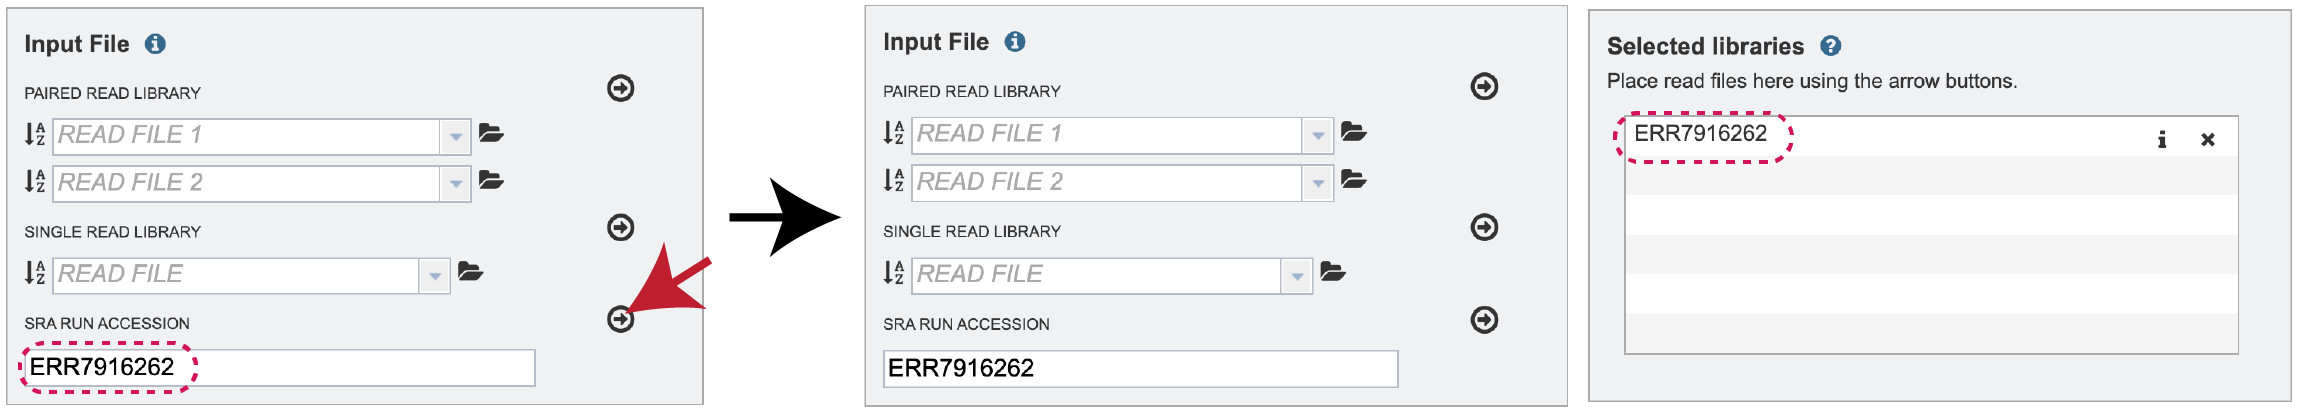 Input File
PAIRED READ LIBRARY
READ FILE 1
READ FILE 2
SINGLE READ LIBRARY
READ FILE
SRA RUN ACCESSION
ERR7916262
Input File
PAIRED READ LIBRARY
READ FILE 1
READ FILE 2
SINGLE READ LIBRARY
READ FILE
SRA RUN ACCESSION
ERR7916262
Selected libraries
Place read files here using the arrow buttons.
ERR7916262